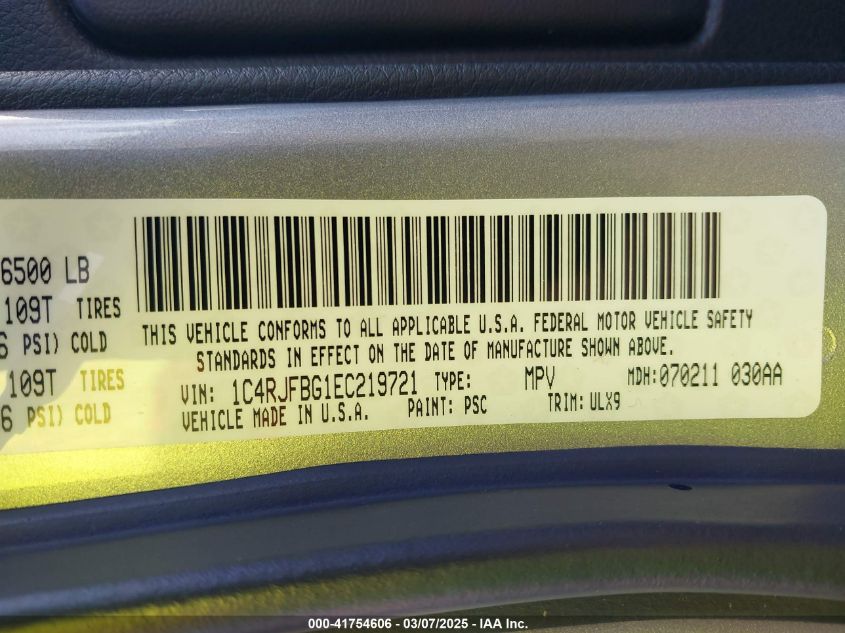 6500 LB
109T TIRES
6 PSI) COLD
109T TIRES
6 PSI) COLD
THIS VEHICLE CONFORMS TO ALL APPLICABLE U.S.A. FEDERAL MOTOR VEHICLE SAFETY
STANDARDS IN EFFECT ON THE DATE OF MANUFACTURE SHOWN ABOVE.
VIN: 1C4RJFBG1EC219721 TYPE: MPV MDH:070211 030AA
VEHICLE MADE IN U.S.A. PAINT: PSC TRIM: ULX9
000-41754606 — 03/07/2025 — IAA Inc.